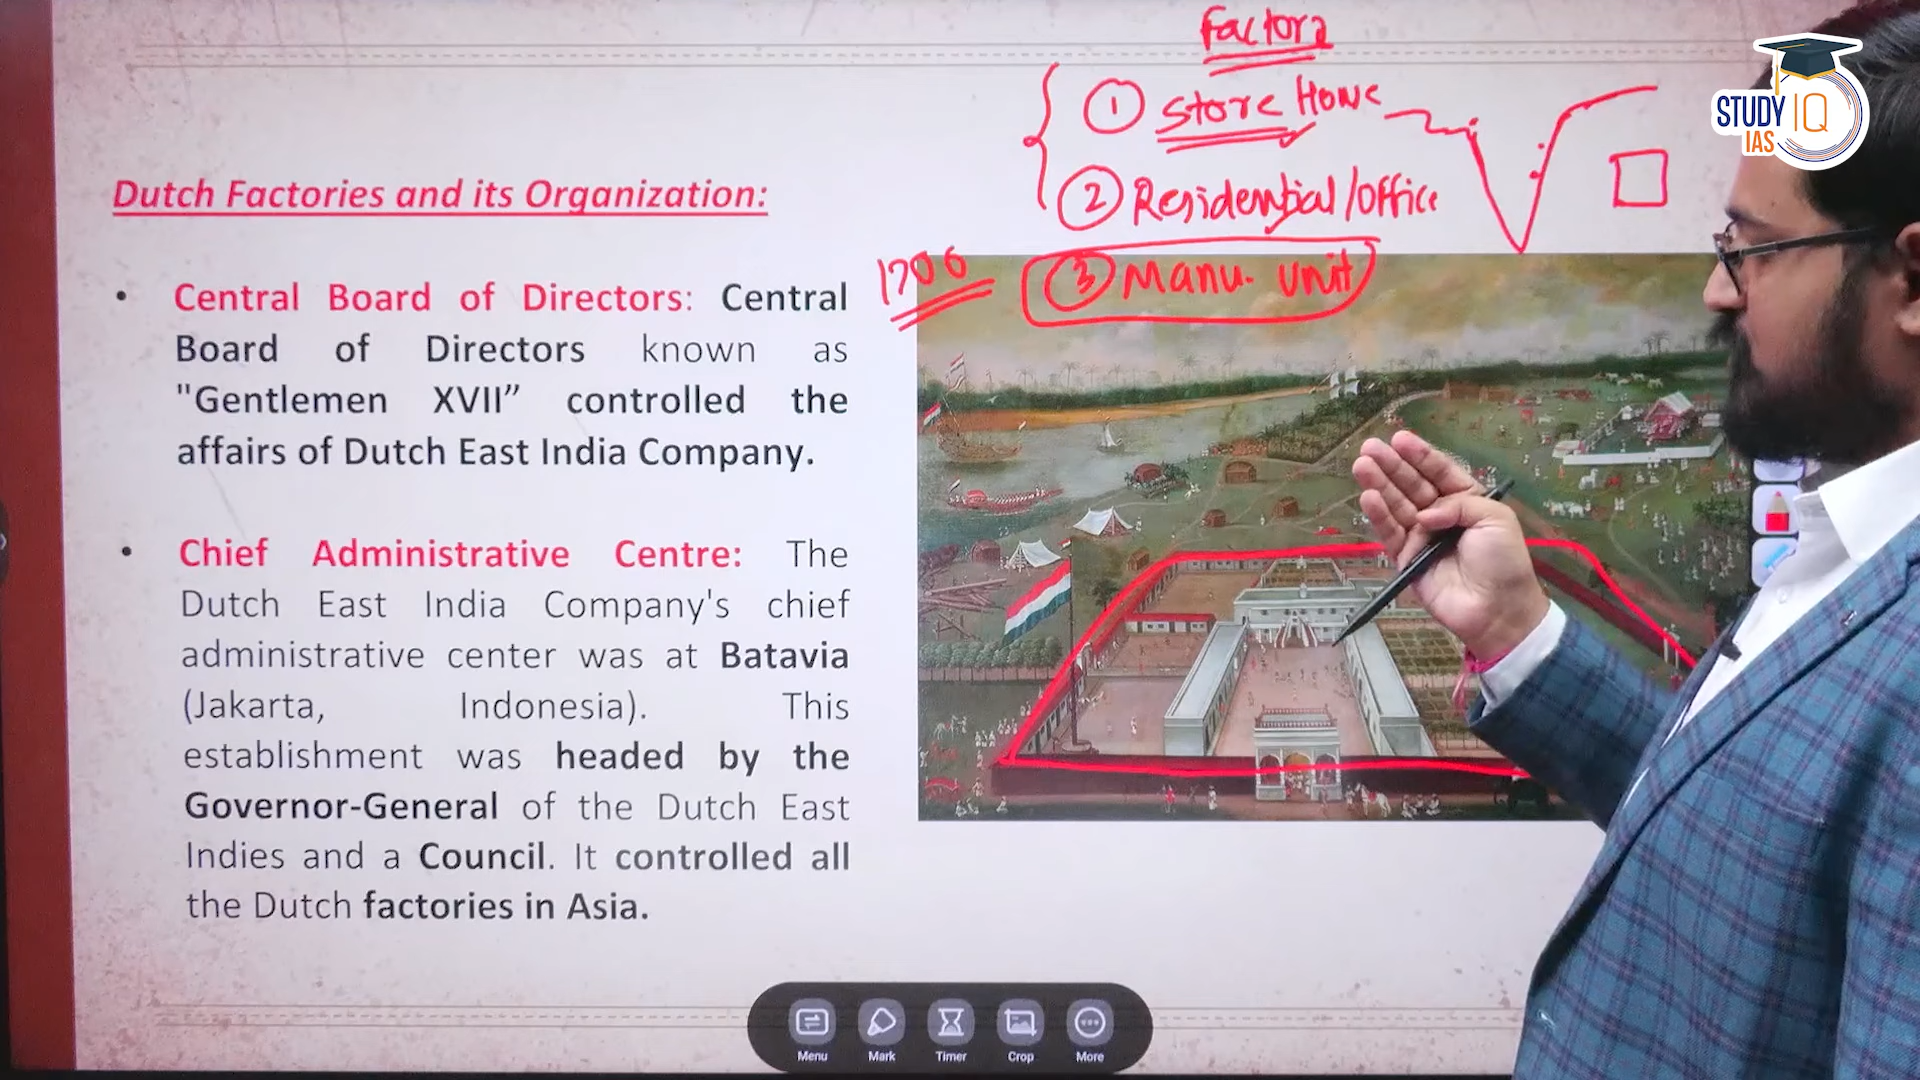 Factory
① Store House
② Residential/Office
1700
③ Manu. Unit
STUDY IQ
IAS
Dutch Factories and its Organization:
• Central Board of Directors: Central
Board of Directors known as
"Gentlemen XVII” controlled the
affairs of Dutch East India Company.
• Chief Administrative Centre: The
Dutch East India Company's chief
administrative center was at Batavia
(Jakarta, Indonesia). This
establishment was headed by the
Governor-General of the Dutch East
Indies and a Council. It controlled all
the Dutch factories in Asia.
Menu Mark Timer Crop More